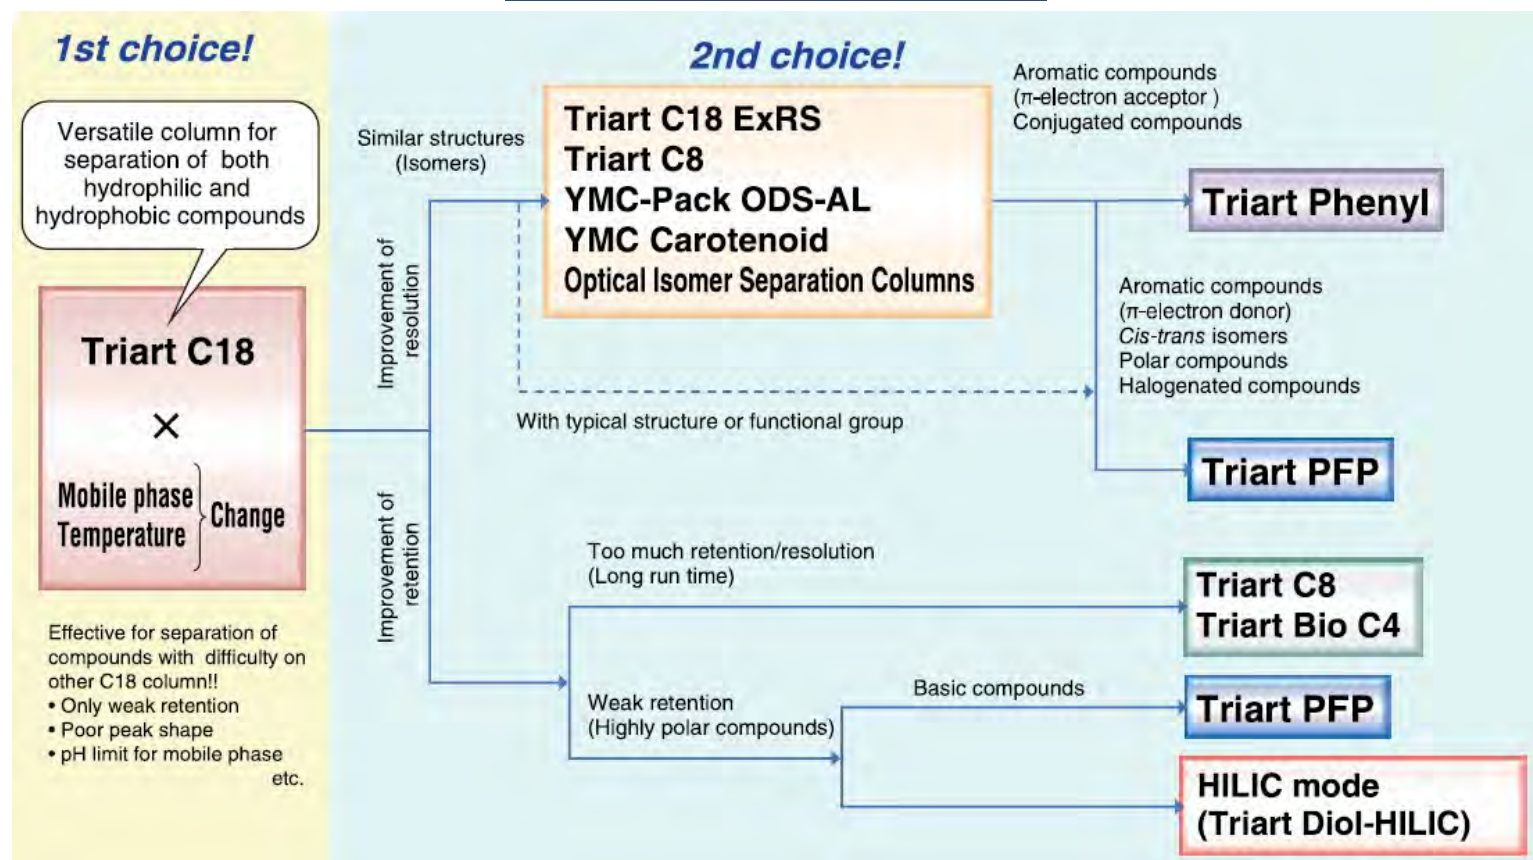 1st choice!
Versatile column for
separation of both
hydrophilic and
hydrophobic compounds
Triart C18
×
Mobile phase
Temperature
Change
Effective for separation of
compounds with difficulty on
other C18 column!!
• Only weak retention
• Poor peak shape
• pH limit for mobile phase
etc.
2nd choice!
Similar structures
(Isomers)
Improvement of
resolution
Triart C18 ExRS
Triart C8
YMC-Pack ODS-AL
YMC Carotenoid
Optical Isomer Separation Columns
With typical structure or functional group
Aromatic compounds
(π-electron acceptor )
Conjugated compounds
Triart Phenyl
Aromatic compounds
(π-electron donor)
Cis-trans isomers
Polar compounds
Halogenated compounds
Triart PFP
Improvement of
retention
Too much retention/resolution
(Long run time)
Triart C8
Triart Bio C4
Weak retention
(Highly polar compounds)
Basic compounds
Triart PFP
HILIC mode
(Triart Diol-HILIC)